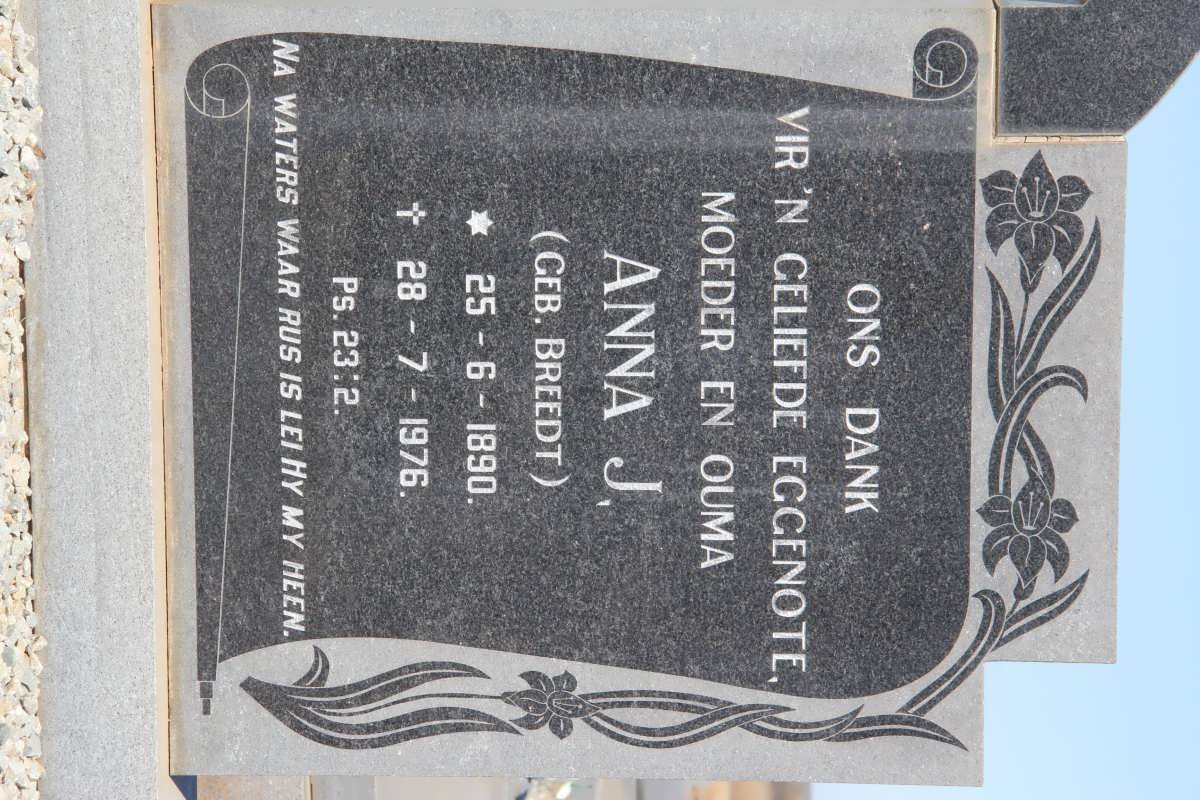 ONS DANK
VIR 'N GELIEFDE EGGENOTE,
MOEDER EN OUMA
ANNA J,
(GEB. BREEDT)
✶ 25 - 6 - 1890.
✝ 28 - 7 - 1976.
PS. 23:2.
NA WATERS WAAR RUS IS LEI HY MY HEEN.